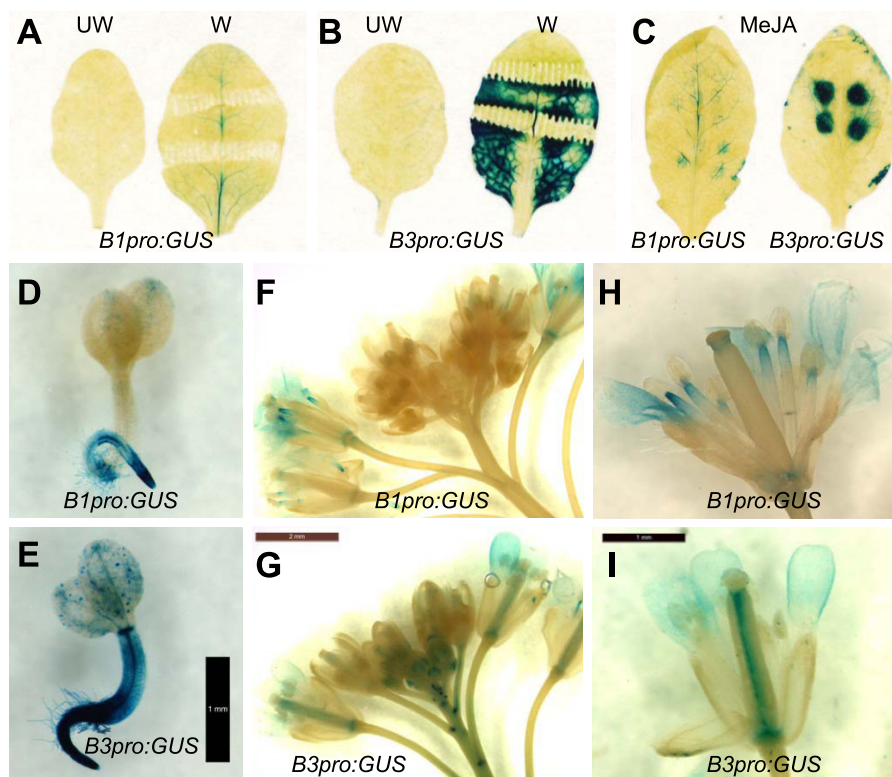 A UW W
B UW W
C MeJA
B1pro:GUS
B3pro:GUS
B1pro:GUS B3pro:GUS
D
B1pro:GUS
F
B1pro:GUS
H
B1pro:GUS
E
1 mm
B3pro:GUS
2 mm
G
B3pro:GUS
1 mm
I
B3pro:GUS